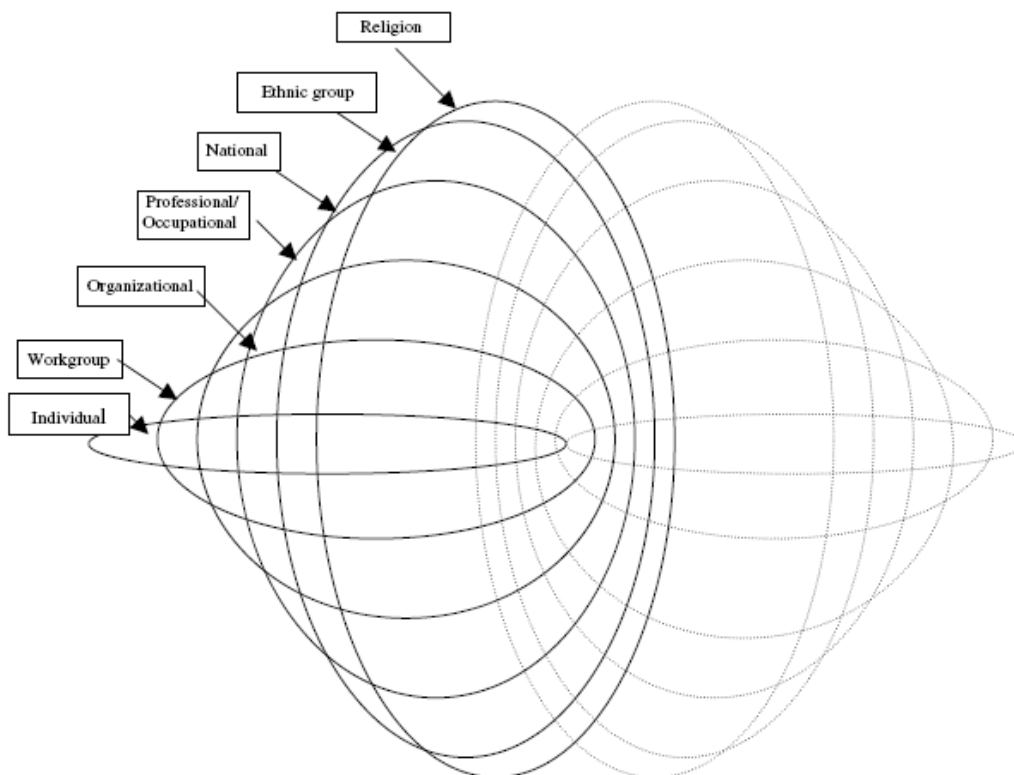 Religion
Ethnic group
National
Professional/
Occupational
Organizational
Workgroup
Individual